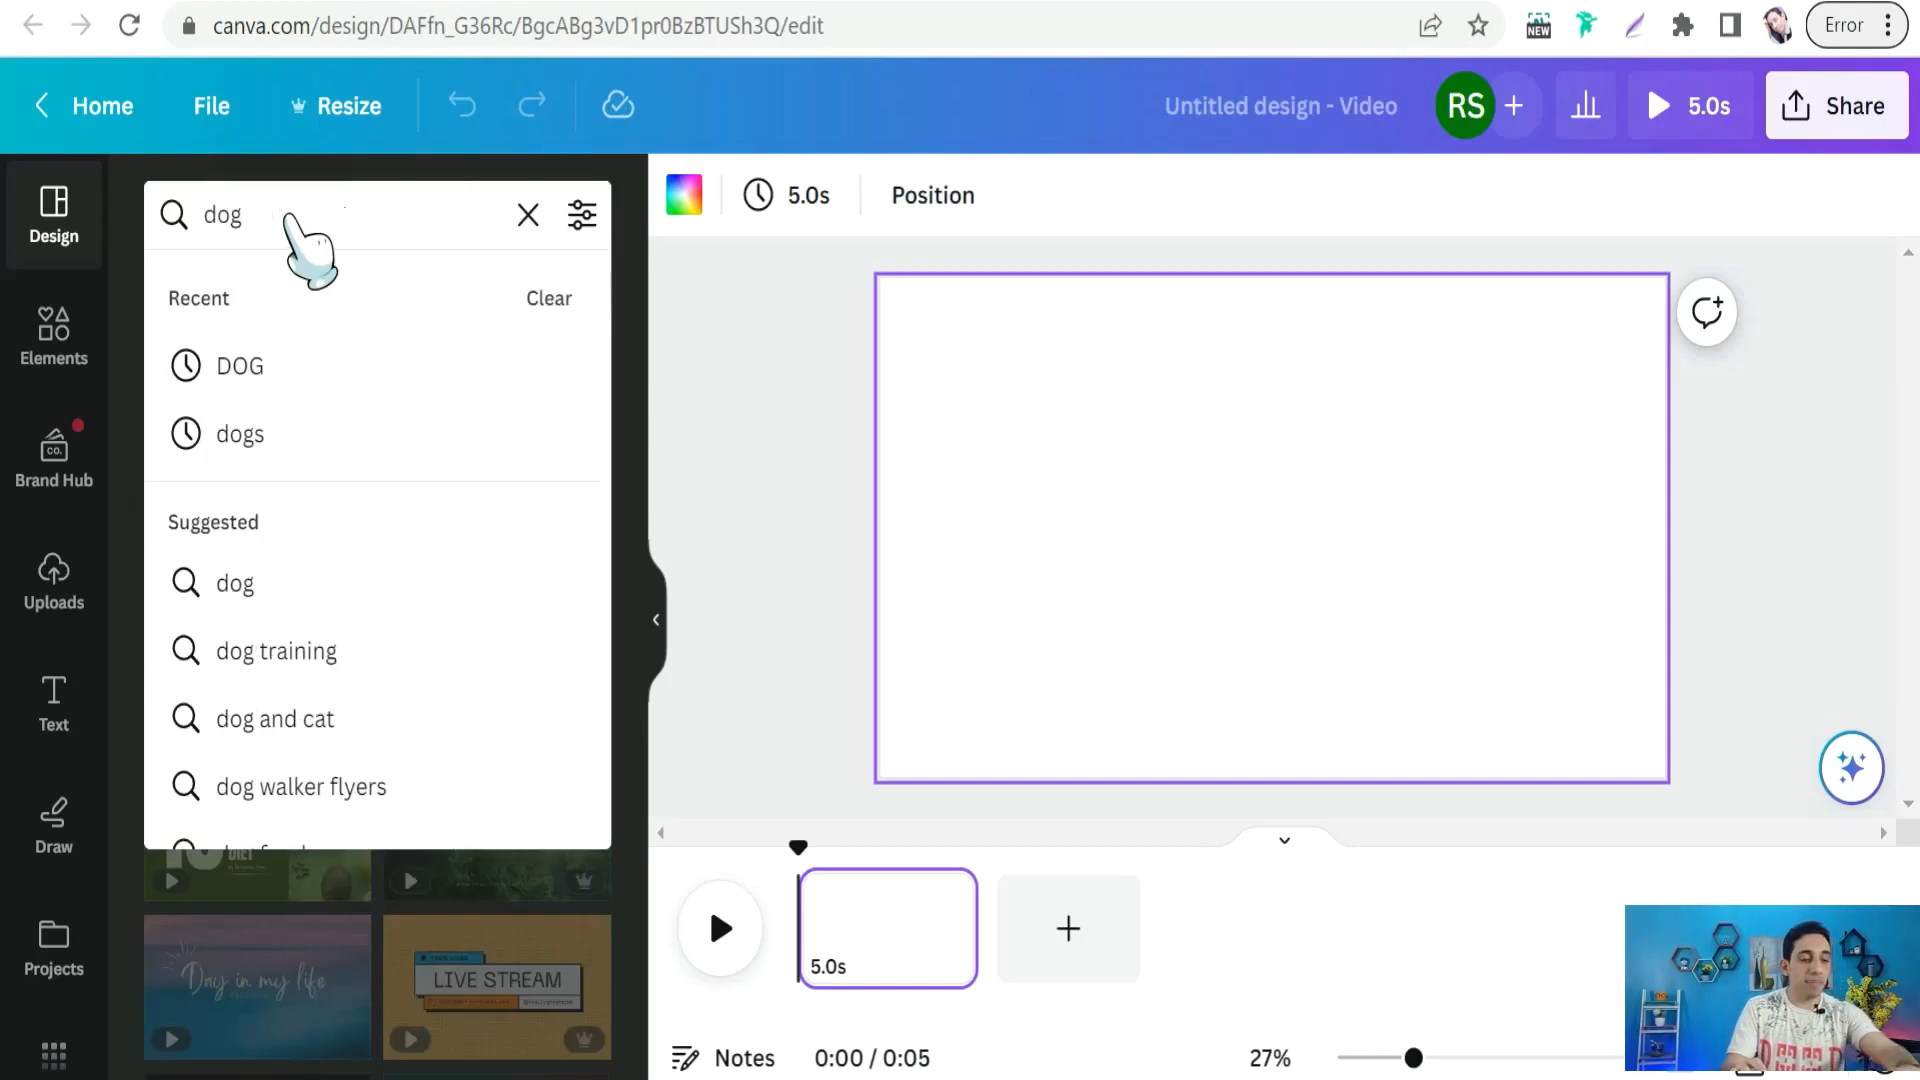 canva.com/design/DAFfn_G36Rc/BgcABg3vD1pr0BzBTUSh3Q/edit
NEW
Error
Home
File
Resize
Untitled design - Video
RS
5.0s
Share
Design
Elements
CO.
Brand Hub
Uploads
Text
Draw
Projects
dog
Recent
Clear
DOG
dogs
Suggested
dog
dog training
dog and cat
dog walker flyers
DIET
Day in my life
LIVE STREAM
5.0s
Position
5.0s
Notes
0:00 / 0:05
27%